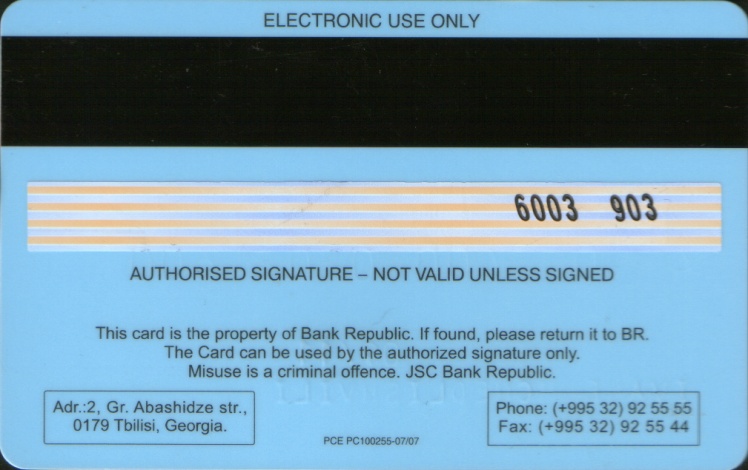 ELECTRONIC USE ONLY
6003 903
AUTHORISED SIGNATURE – NOT VALID UNLESS SIGNED
This card is the property of Bank Republic. If found, please return it to BR.
The Card can be used by the authorized signature only.
Misuse is a criminal offence. JSC Bank Republic.
Adr.:2, Gr. Abashidze str.,
0179 Tbilisi, Georgia.
Phone: (+995 32) 92 55 55
Fax: (+995 32) 92 55 44
PCE PC100255-07/07